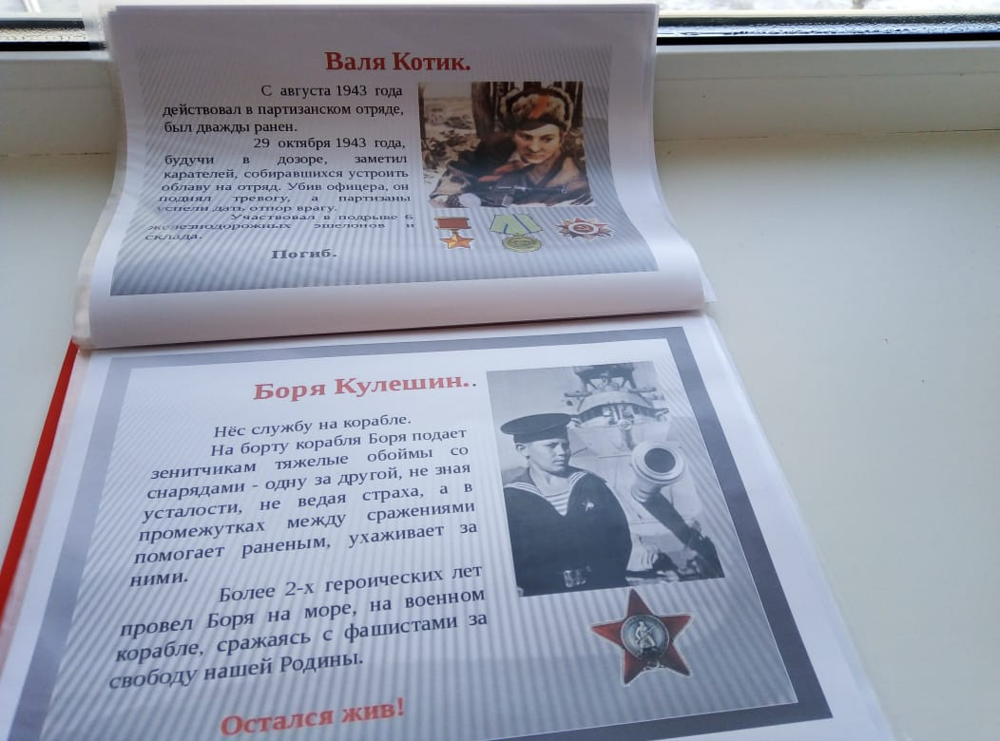 Валя Котик.
С августа 1943 года
действовал в партизанском отряде,
был дважды ранен.
29 октября 1943 года,
будучи в дозоре, заметил
карателей, собиравшихся устроить
облаву на отряд. Убив офицера, он
поднял тревогу, а партизаны
успели дать отпор врагу.
Участвовал в подрыве 6
железнодорожных эшелонов и
склада.
Погиб.
Боря Кулешин..
Нёс службу на корабле.
На борту корабля Боря подает
зенитчикам тяжелые обоймы со
снарядами - одну за другой, не зная
усталости, не ведая страха, а в
промежутках между сражениями
помогает раненым, ухаживает за
ними.
Более 2-х героических лет
провел Боря на море, на военном
корабле, сражаясь с фашистами за
свободу нашей Родины.
Остался жив!